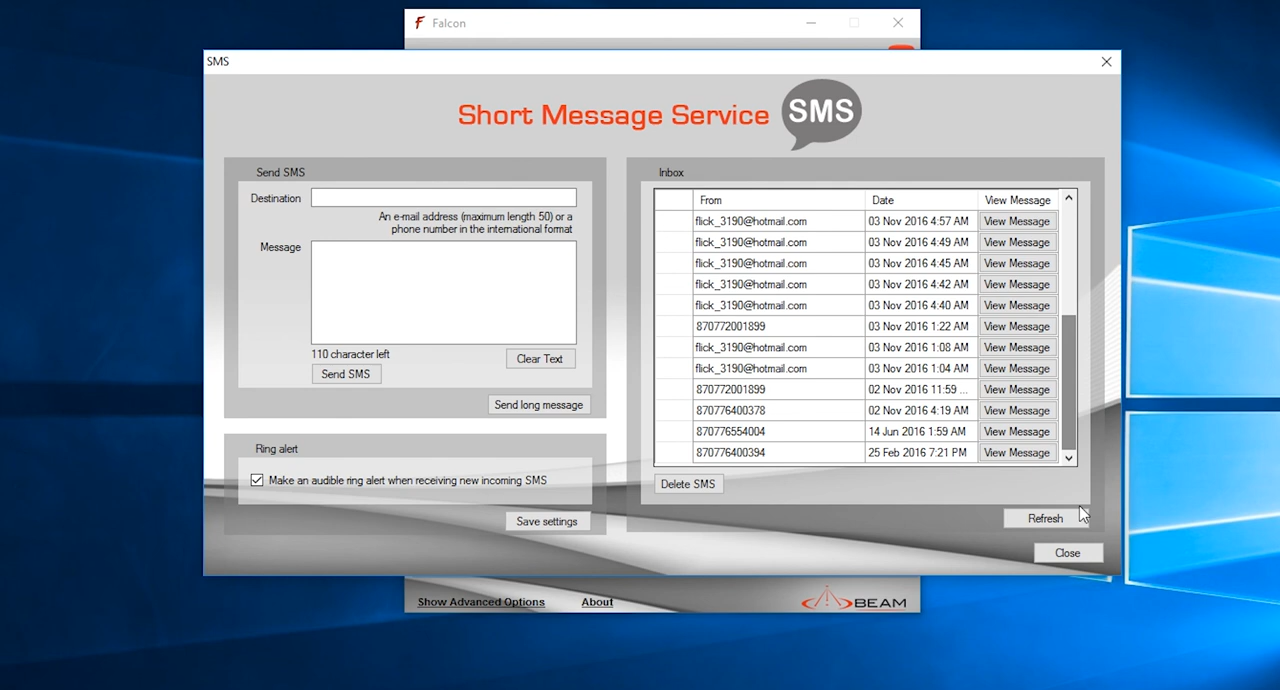 Falcon
SMS
Short Message Service SMS
Send SMS
Destination
An e-mail address (maximum length 50) or a
phone number in the international format
Message
110 character left
Clear Text
Send SMS
Send long message
Ring alert
Make an audible ring alert when receiving new incoming SMS
Save settings
Inbox
From Date View Message
flick_3190@hotmail.com 03 Nov 2016 4:57 AM View Message
flick_3190@hotmail.com 03 Nov 2016 4:49 AM View Message
flick_3190@hotmail.com 03 Nov 2016 4:45 AM View Message
flick_3190@hotmail.com 03 Nov 2016 4:42 AM View Message
flick_3190@hotmail.com 03 Nov 2016 4:40 AM View Message
870772001899 03 Nov 2016 1:22 AM View Message
flick_3190@hotmail.com 03 Nov 2016 1:08 AM View Message
flick_3190@hotmail.com 03 Nov 2016 1:04 AM View Message
870772001899 02 Nov 2016 11:59 ... View Message
870776400378 02 Nov 2016 4:19 AM View Message
870776554004 14 Jun 2016 1:59 AM View Message
870776400394 25 Feb 2016 7:21 PM View Message
Delete SMS
Refresh
Close
Show Advanced Options About BEAM